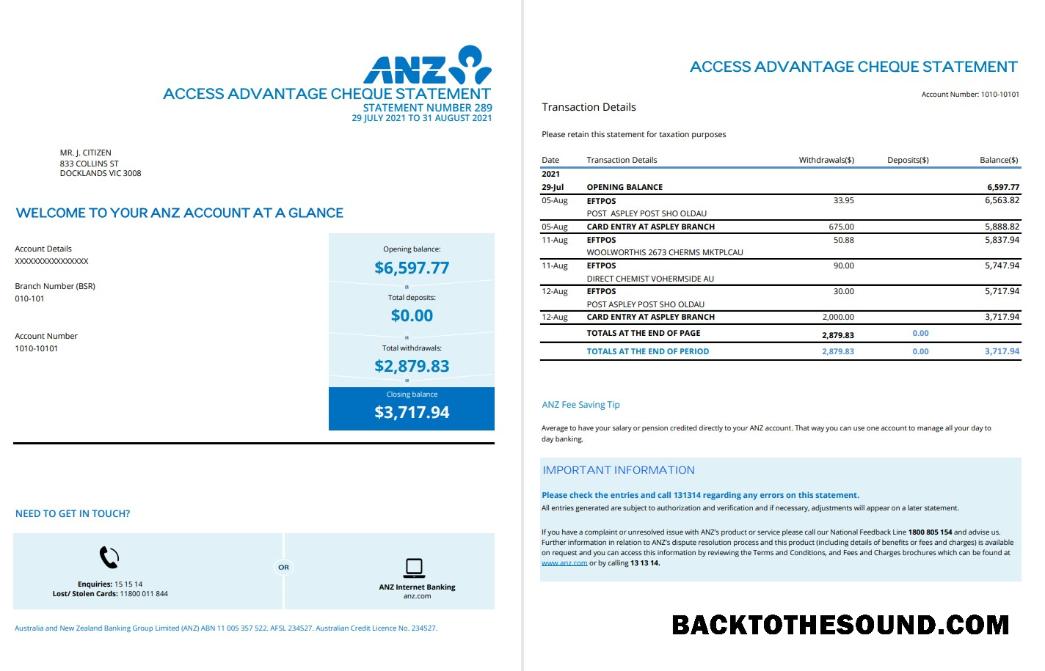 ANZ
ACCESS ADVANTAGE CHEQUE STATEMENT
STATEMENT NUMBER 289
29 JULY 2021 TO 31 AUGUST 2021
MR. J. CITIZEN
833 COLLINS ST
DOCKLANDS VIC 3008
WELCOME TO YOUR ANZ ACCOUNT AT A GLANCE
Account Details
XXXXXXXXXXXXXXXX
Branch Number (BSR)
010-101
Account Number
1010-10101
Opening balance:
$6,597.77
Total deposits:
$0.00
Total withdrawals:
$2,879.83
Closing balance
$3,717.94
NEED TO GET IN TOUCH?
Enquiries: 15 15 14
Lost/ Stolen Cards: 11800 011 844
OR
ANZ Internet Banking
anz.com
Australia and New Zealand Banking Group Limited (ANZ) ABN 11 005 357 522, AFSL 234527. Australian Credit Licence No. 234527.
ACCESS ADVANTAGE CHEQUE STATEMENT
Account Number: 1010-10101
Transaction Details
Please retain this statement for taxation purposes
Date Transaction Details Withdrawals($) Deposits($) Balance($)
2021
29-Jul OPENING BALANCE 6,597.77
05-Aug EFTPOS 33.95 6,563.82
POST ASPLEY POST SHO OLDAU
05-Aug CARD ENTRY AT ASPLEY BRANCH 675.00 5,888.82
11-Aug EFTPOS 50.88 5,837.94
WOOLWORTHIS 2673 CHERMS MKTPLCAU
11-Aug EFTPOS 90.00 5,747.94
DIRECT CHEMIST VOHERMSIDE AU
12-Aug EFTPOS 30.00 5,717.94
POST ASPLEY POST SHO OLDAU
12-Aug CARD ENTRY AT ASPLEY BRANCH 2,000.00 3,717.94
TOTALS AT THE END OF PAGE 2,879.83 0.00
TOTALS AT THE END OF PERIOD 2,879.83 0.00 3,717.94
ANZ Fee Saving Tip
Average to have your salary or pension credited directly to your ANZ account. That way you can use one account to manage all your day to
day banking.
IMPORTANT INFORMATION
Please check the entries and call 131314 regarding any errors on this statement.
All entries generated are subject to authorization and verification and if necessary, adjustments will appear on a later statement.
If you have a complaint or unresolved issue with ANZ's product or service please call our National Feedback Line 1800 805 154 and advise us.
Further information in relation to ANZ's dispute resolution process and this product (including details of benefits or fees and charges) is available
on request and you can access this information by reviewing the Terms and Conditions, and Fees and Charges brochures which can be found at
www.anz.com or by calling 13 13 14.
BACKTOTHESOUND.COM